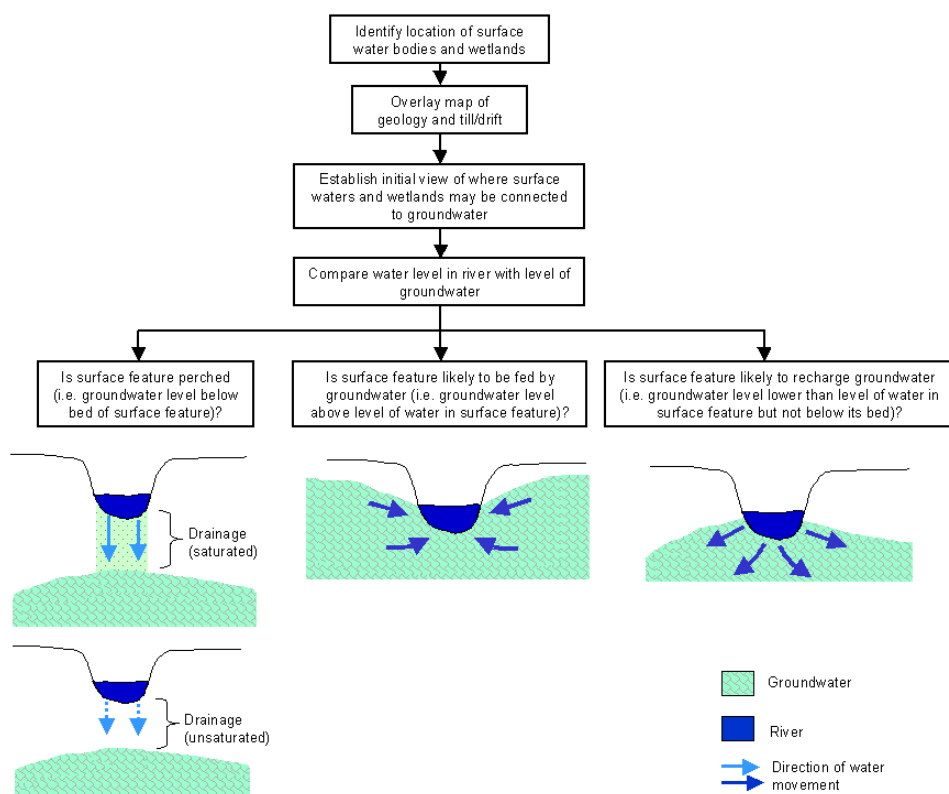 Identify location of surface
water bodies and wetlands
Overlay map of
geology and till/drift
Establish initial view of where surface
waters and wetlands may be connected
to groundwater
Compare water level in river with level of
groundwater
Is surface feature perched
(i.e. groundwater level below
bed of surface feature)?
Is surface feature likely to be fed by
groundwater (i.e. groundwater level
above level of water in surface feature)?
Is surface feature likely to recharge groundwater
(i.e. groundwater level lower than level of water in
surface feature but not below its bed)?
Drainage
(saturated)
Drainage
(unsaturated)
Groundwater
River
Direction of water
movement